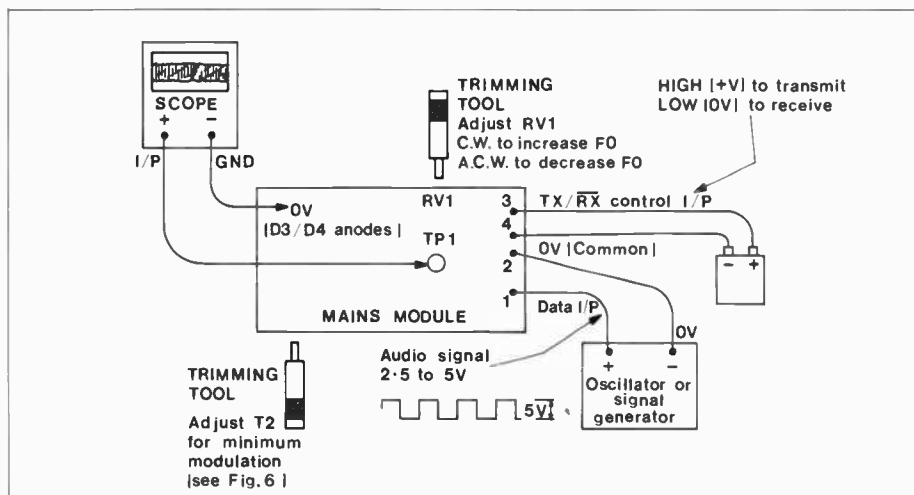 SCOPE
+ −
I/P GND
TRIMMING
TOOL
Adjust RV1
C.W. to increase FO
A.C.W. to decrease FO
HIGH |+V| to transmit
LOW |0V| to receive
0V
|D3/D4 anodes|
RV1
TP1
MAINS MODULE
3
4
2
1
TX/R̅X̅ control I/P
0V |Common|
− +
Data I/P
0V
+ −
Oscillator or
signal
generator
Audio signal
2·5 to 5V
5V
TRIMMING
TOOL
Adjust T2
for minimum
modulation
|see Fig.6|